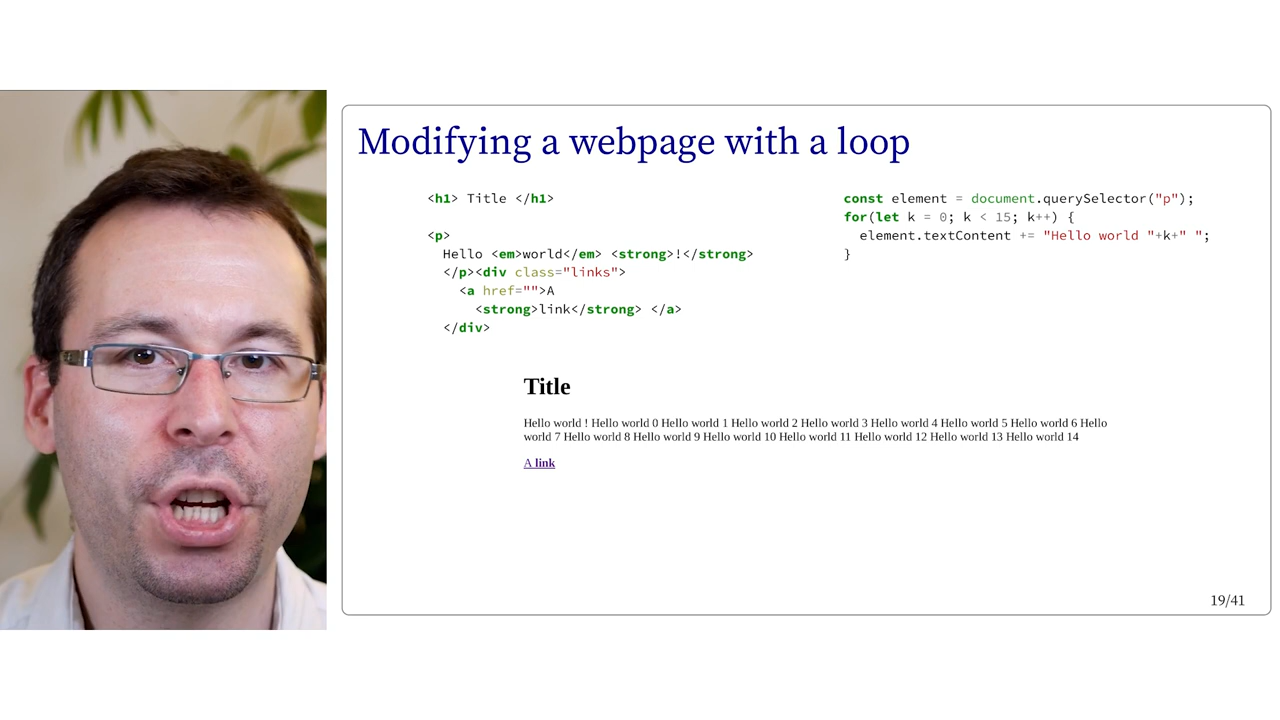 Modifying a webpage with a loop
<h1> Title </h1>
<p>
Hello <em>world</em> <strong>!</strong>
</p><div class="links">
<a href="">A
<strong>link</strong> </a>
</div>
const element = document.querySelector("p");
for(let k = 0; k < 15; k++) {
element.textContent += "Hello world "+k+" ";
}
Title
Hello world ! Hello world 0 Hello world 1 Hello world 2 Hello world 3 Hello world 4 Hello world 5 Hello world 6 Hello
world 7 Hello world 8 Hello world 9 Hello world 10 Hello world 11 Hello world 12 Hello world 13 Hello world 14
A link
19/41